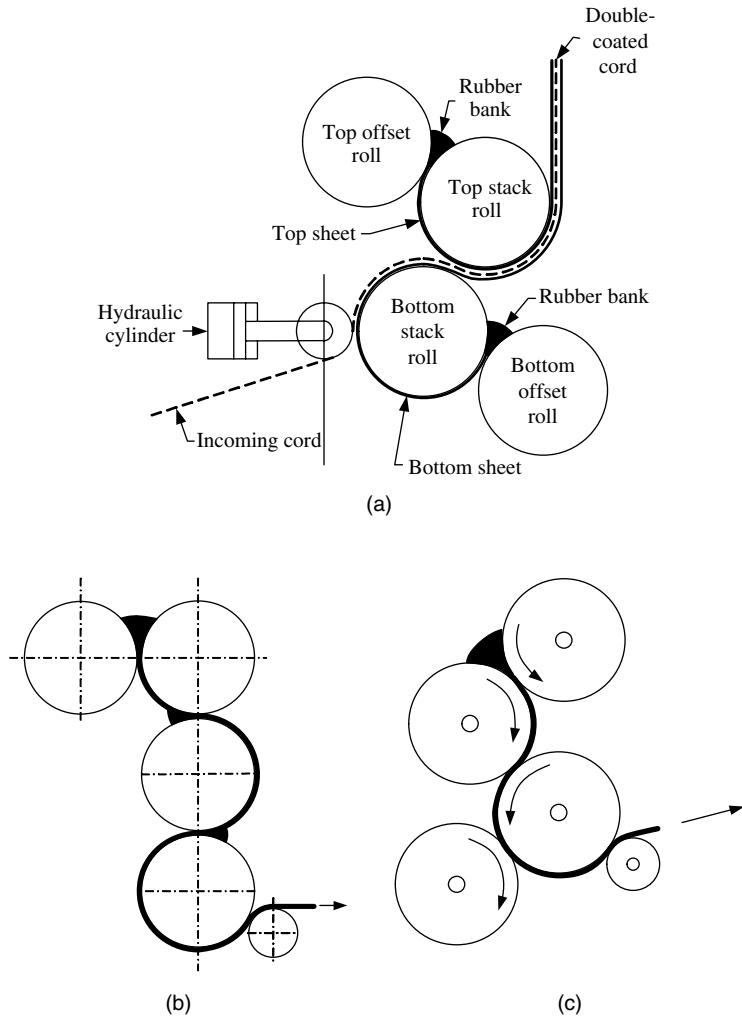 Double-
coated
cord
Rubber
bank
Top offset
roll
Top stack
roll
Top sheet
Rubber bank
Hydraulic
cylinder
Bottom
stack
roll
Bottom
offset
roll
Incoming cord
Bottom sheet
(a)
(b)
(c)